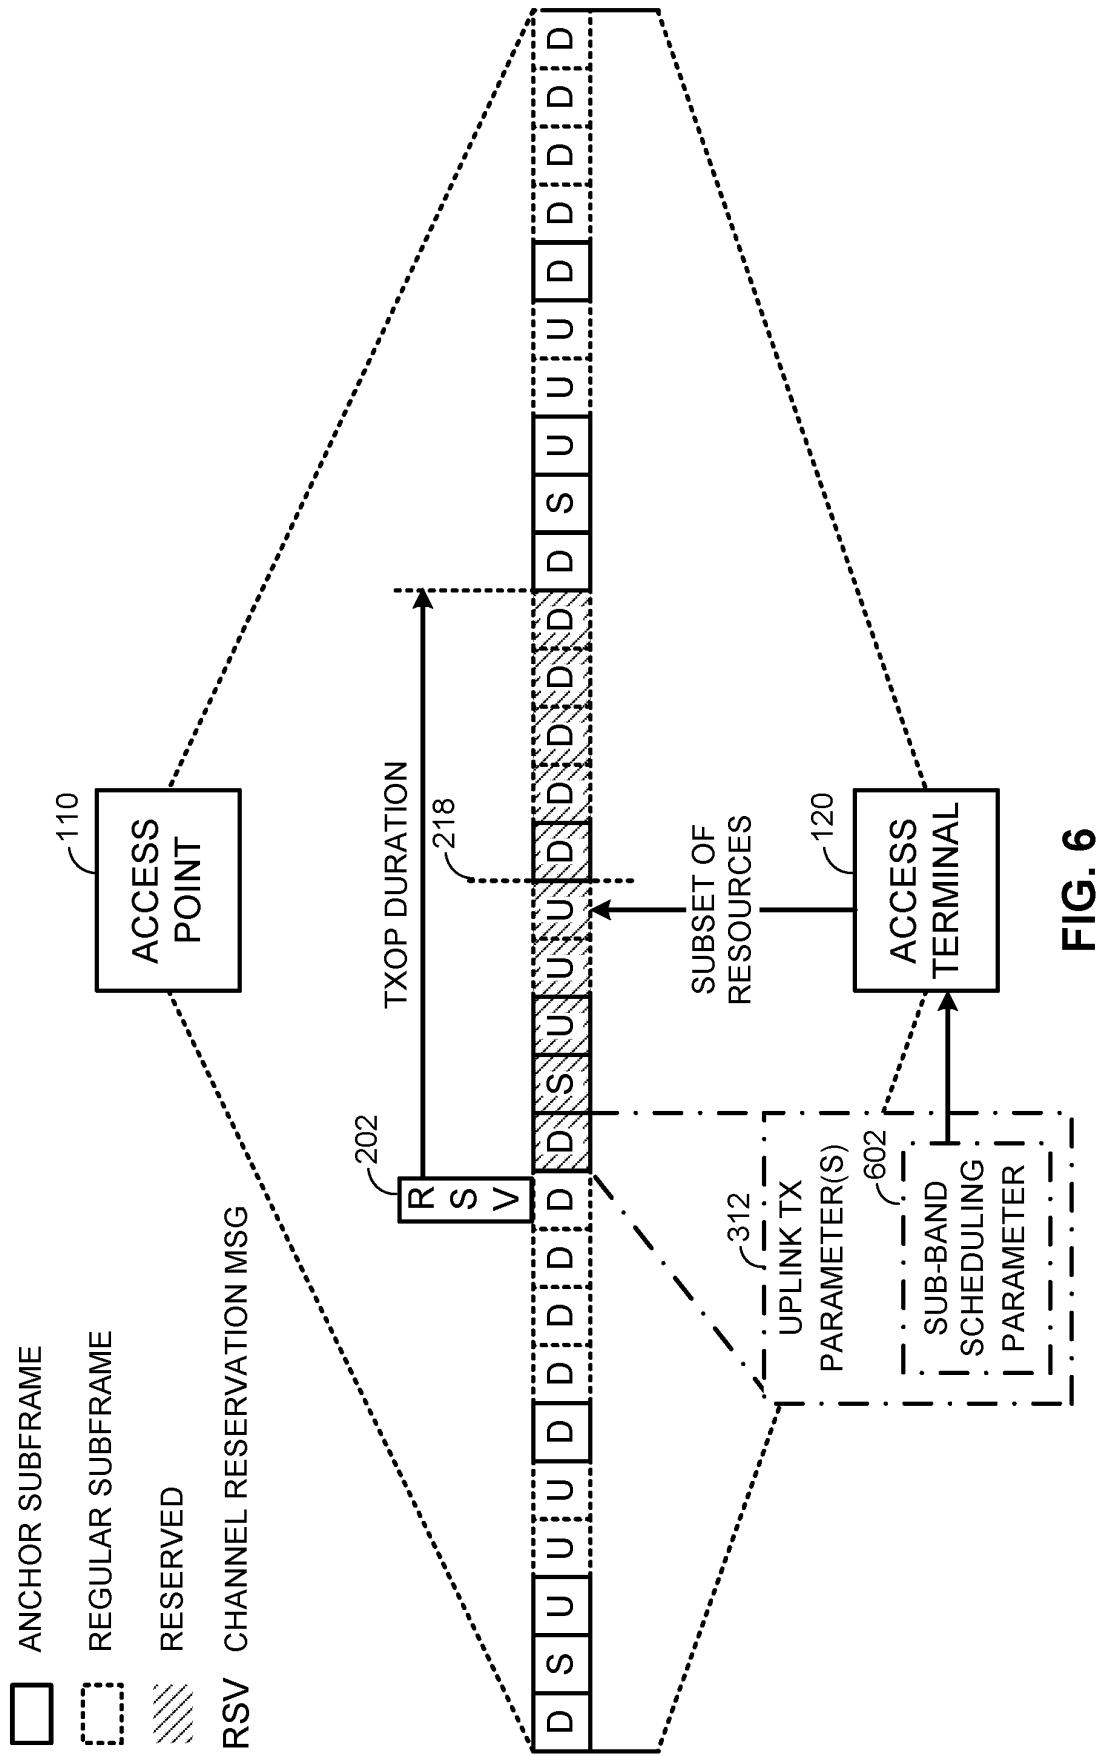 ANCHOR SUBFRAME
REGULAR SUBFRAME
RESERVED
RSV CHANNEL RESERVATION MSG
110
ACCESS
POINT
202
R
S
V
TXOP DURATION
218
D S U U U D D D D D D S U U U D D D D D D S U U U D D D D D
SUBSET OF
RESOURCES
312
UPLINK TX
PARAMETER(S)
602
SUB-BAND
SCHEDULING
PARAMETER
120
ACCESS
TERMINAL
FIG. 6